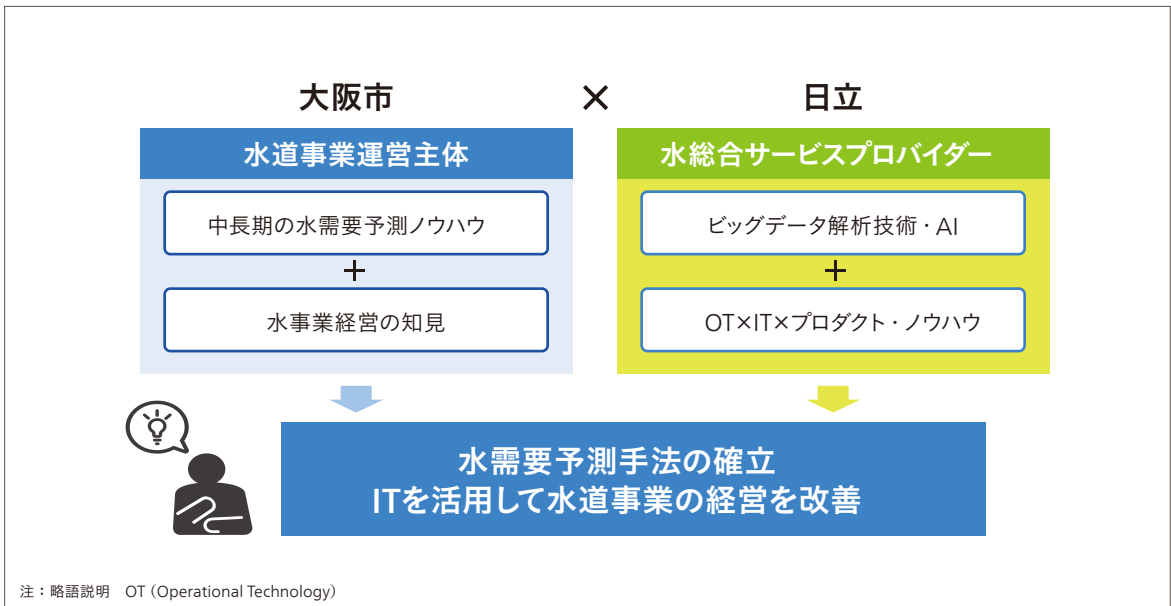 大阪市 × 日立
水道事業運営主体
中長期の水需要予測ノウハウ
+
水事業経営の知見
水総合サービスプロバイダー
ビッグデータ解析技術・AI
+
OT×IT×プロダクト・ノウハウ
水需要予測手法の確立
ITを活用して水道事業の経営を改善
注：略語説明 OT（Operational Technology）